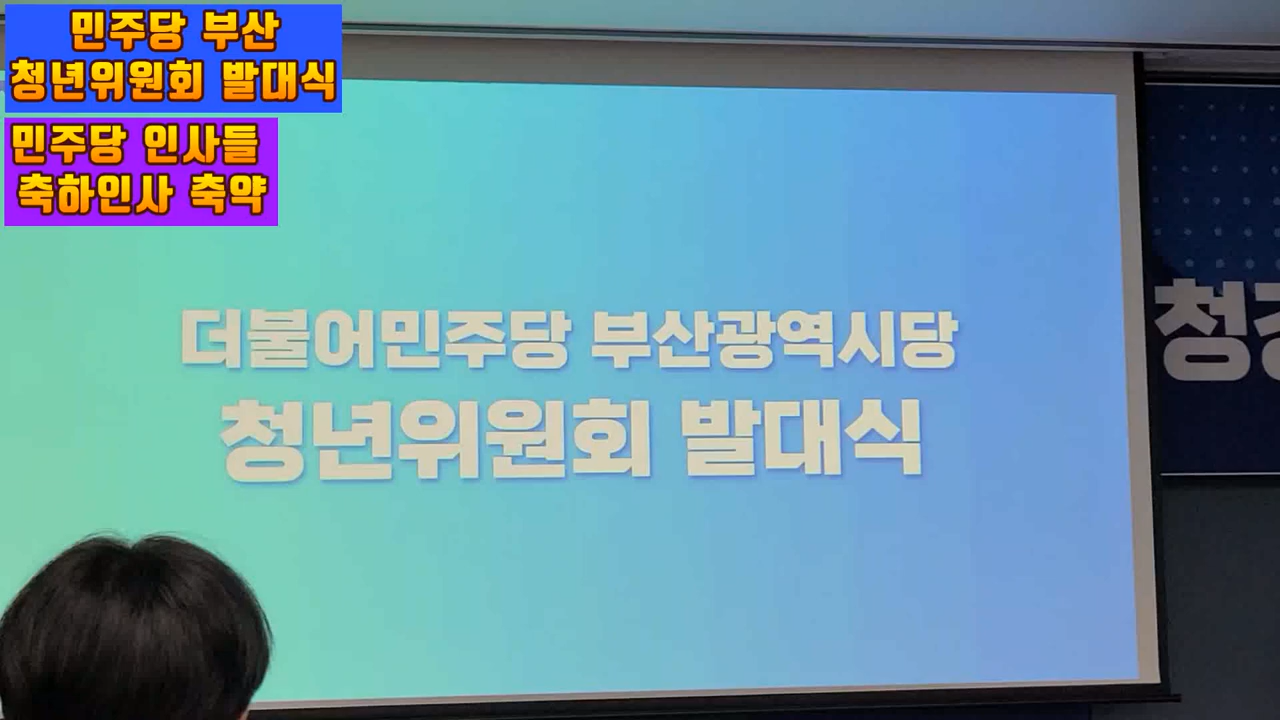 민주당 부산
청년위원회 발대식
민주당 인사들
축하인사 축약
더불어민주당 부산광역시당
청년위원회 발대식
청